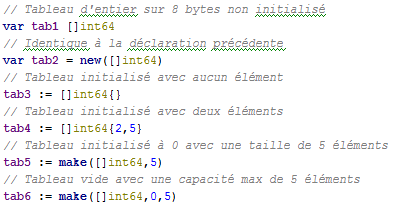 // Tableau d'entier sur 8 bytes non initialisé
var tab1 []int64
// Identique à la déclaration précédente
var tab2 = new([]int64)
// Tableau initialisé avec aucun élément
tab3 := []int64{}
// Tableau initialisé avec deux éléments
tab4 := []int64{2,5}
// Tableau initialisé à 0 avec une taille de 5 éléments
tab5 := make([]int64,5)
// Tableau vide avec une capacité max de 5 éléments
tab6 := make([]int64,0,5)